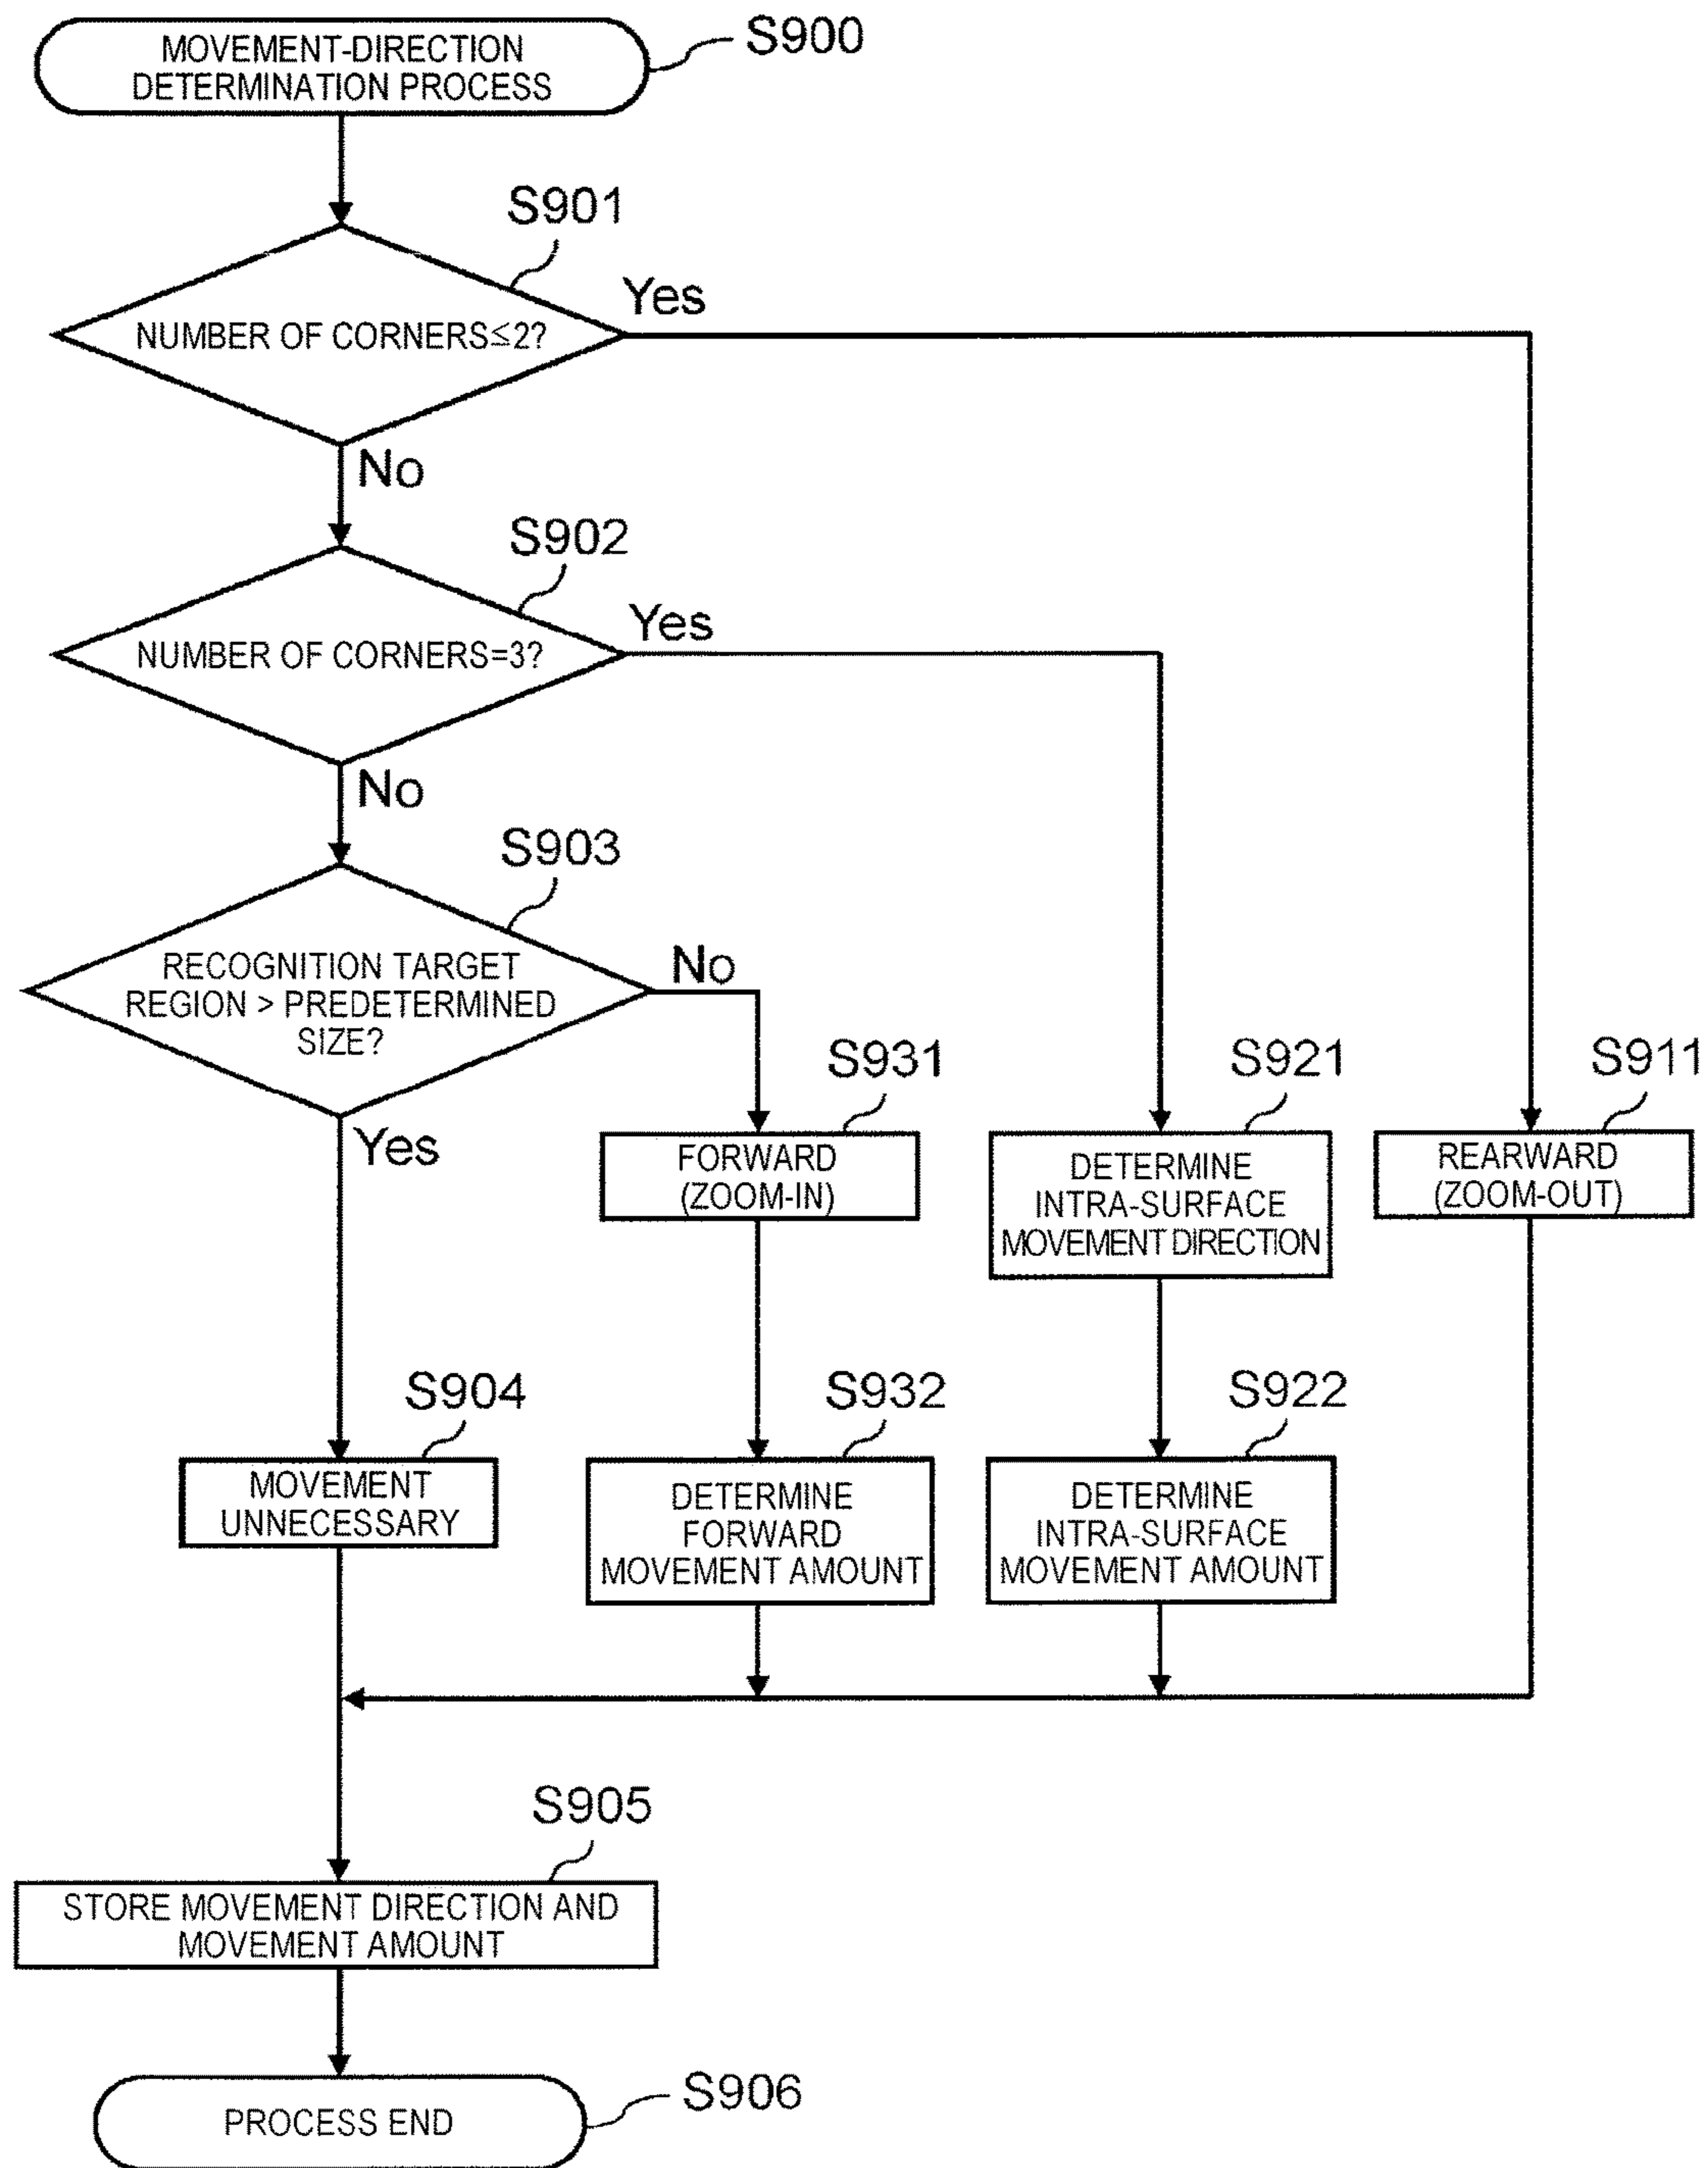 MOVEMENT-DIRECTION
DETERMINATION PROCESS
S900
S901
NUMBER OF CORNERS≤2?
Yes
No
S902
NUMBER OF CORNERS=3?
Yes
No
S903
RECOGNITION TARGET
REGION > PREDETERMINED
SIZE?
No
Yes
S931
FORWARD
(ZOOM-IN)
S921
DETERMINE
INTRA-SURFACE
MOVEMENT DIRECTION
S911
REARWARD
(ZOOM-OUT)
S904
MOVEMENT
UNNECESSARY
S932
DETERMINE
FORWARD
MOVEMENT AMOUNT
S922
DETERMINE
INTRA-SURFACE
MOVEMENT AMOUNT
S905
STORE MOVEMENT DIRECTION AND
MOVEMENT AMOUNT
PROCESS END
S906